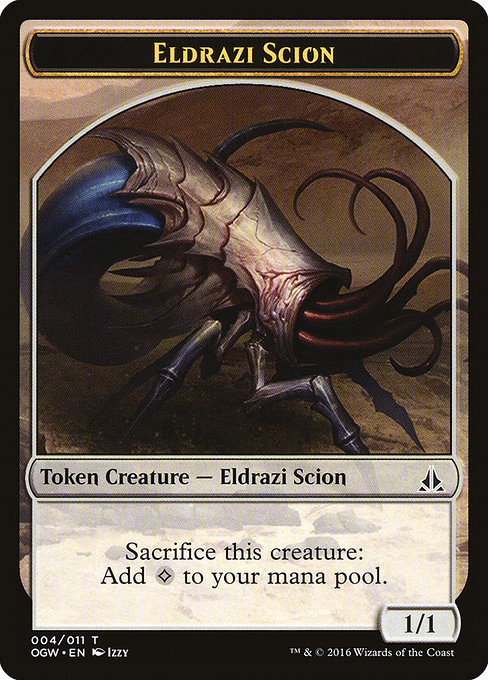 Eldrazi Scion
Token Creature — Eldrazi Scion
Sacrifice this creature:
Add to your mana pool.
1/1
004/011 T
OGW • EN Izzy
™ & © 2016 Wizards of the Coast